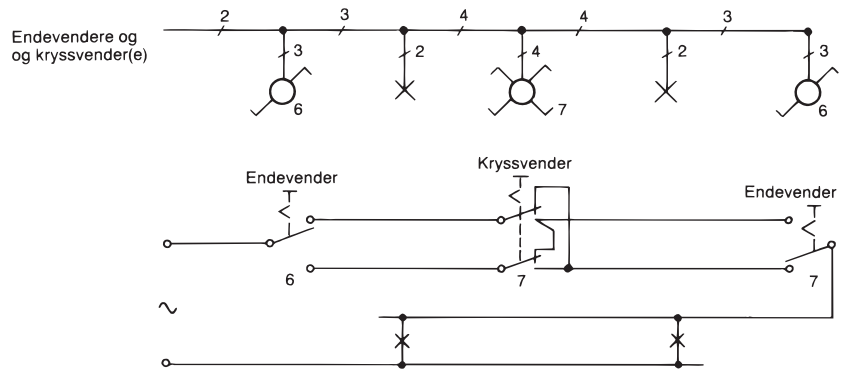 2 3 4 4 3
Endevendere og
og kryssvender(e)
3 2 4 2 3
6 7 6
Kryssvender
Endevender Endevender
6 7 7